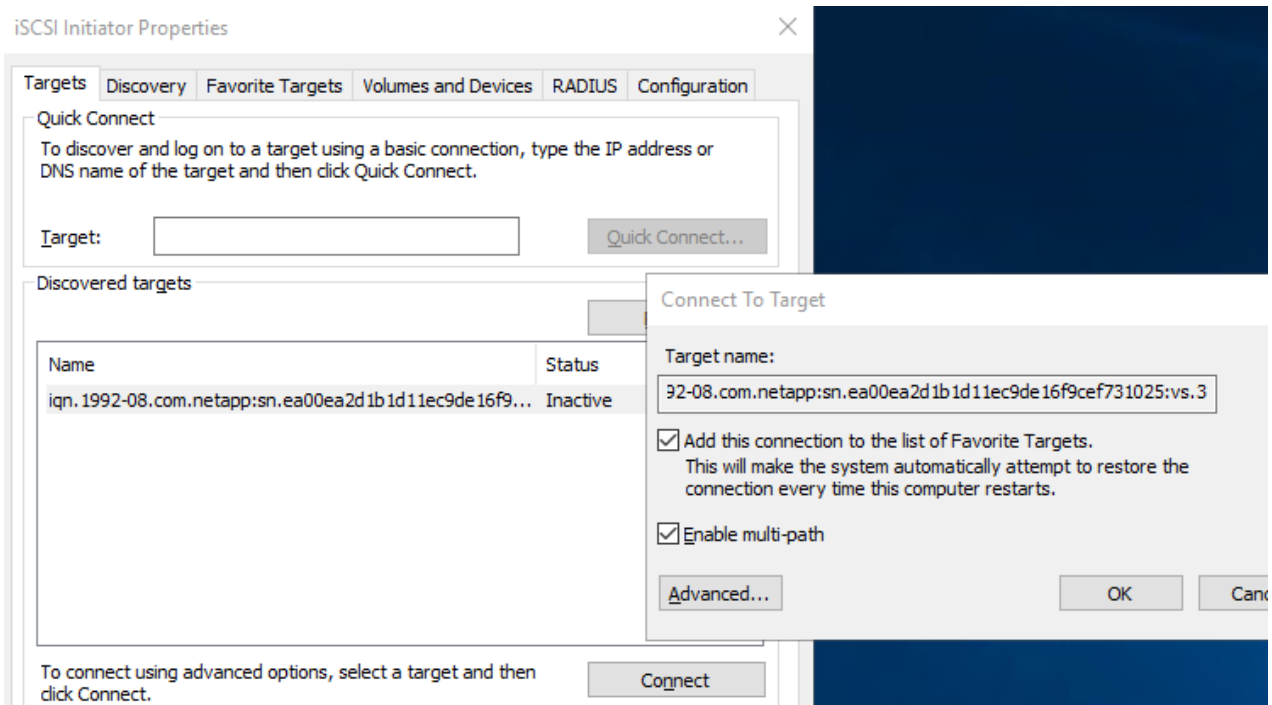 iSCSI Initiator Properties
Targets Discovery Favorite Targets Volumes and Devices RADIUS Configuration
Quick Connect
To discover and log on to a target using a basic connection, type the IP address or
DNS name of the target and then click Quick Connect.
Target:
Quick Connect...
Discovered targets
Name Status
iqn.1992-08.com.netapp:sn.ea00ea2d1b1d11ec9de16f9... Inactive
To connect using advanced options, select a target and then
click Connect.
Connect
Connect To Target
Target name:
92-08.com.netapp:sn.ea00ea2d1b1d11ec9de16f9cef731025:vs.3
Add this connection to the list of Favorite Targets.
This will make the system automatically attempt to restore the
connection every time this computer restarts.
Enable multi-path
Advanced...
OK